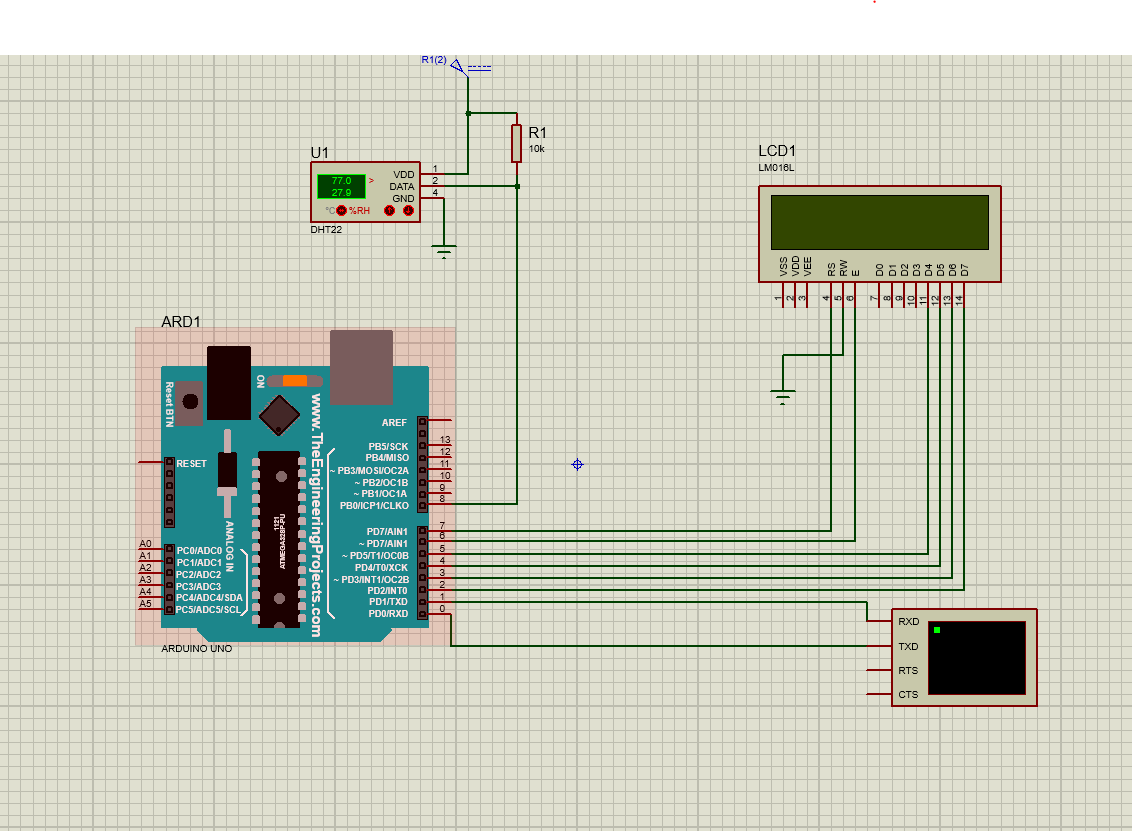 R1(2)
R1
10k
U1
77.0
27.9
>
°C %RH
VDD
DATA
GND
1
2
4
DHT22
LCD1
LM016L
VSS
VDD
VEE
RS
RW
E
D0
D1
D2
D3
D4
D5
D6
D7
1
2
3
4
5
6
7
8
9
10
11
12
13
14
ARD1
Reset BTN
ON
www.TheEngineeringProjects.com
RESET
1121
ATMEGA328P-PU
ANALOG IN
AREF
PB5/SCK 13
PB4/MISO 12
~ PB3/MOSI/OC2A 11
~ PB2/OC1B 10
~ PB1/OC1A 9
PB0/ICP1/CLKO 8
PD7/AIN1 7
~ PD7/AIN1 6
~ PD5/T1/OC0B 5
PD4/T0/XCK 4
~ PD3/INT1/OC2B 3
PD2/INT0 2
PD1/TXD 1
PD0/RXD 0
A0 PC0/ADC0
A1 PC1/ADC1
A2 PC2/ADC2
A3 PC3/ADC3
A4 PC4/ADC4/SDA
A5 PC5/ADC5/SCL
ARDUINO UNO
RXD
TXD
RTS
CTS